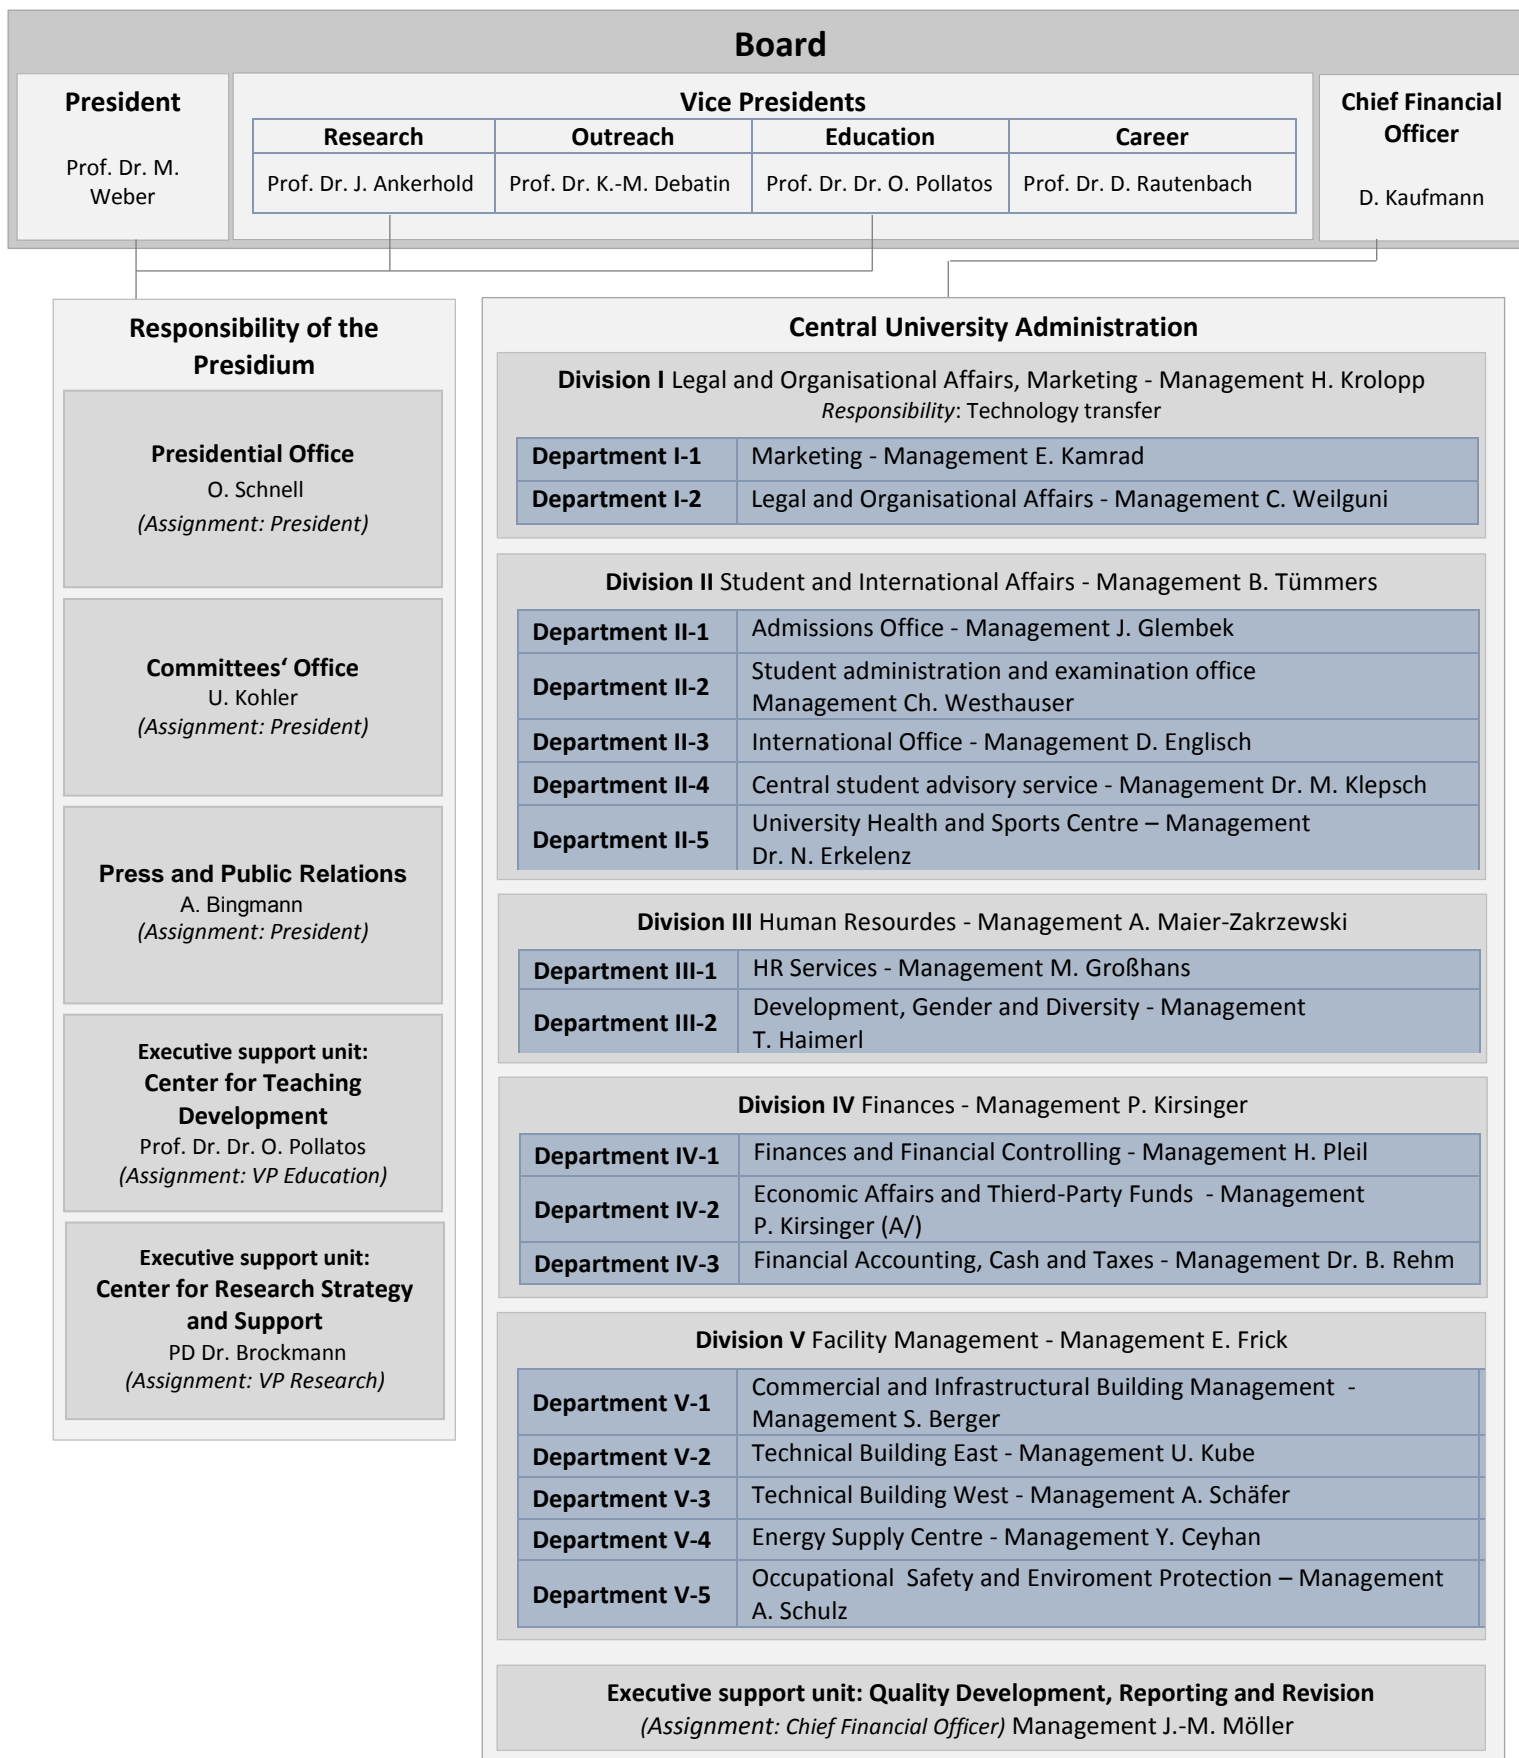 Board
President
Prof. Dr. M.
Weber
Vice Presidents
Research
Outreach
Education
Career
Prof. Dr. J. Ankerhold
Prof. Dr. K.-M. Debatin
Prof. Dr. Dr. O. Pollatos
Prof. Dr. D. Rautenbach
Chief Financial
Officer
D. Kaufmann
Responsibility of the
Presidium
Presidential Office
O. Schnell
(Assignment: President)
Committees‘ Office
U. Kohler
(Assignment: President)
Press and Public Relations
A. Bingmann
(Assignment: President)
Executive support unit:
Center for Teaching
Development
Prof. Dr. Dr. O. Pollatos
(Assignment: VP Education)
Executive support unit:
Center for Research Strategy
and Support
PD Dr. Brockmann
(Assignment: VP Research)
Central University Administration
Division I Legal and Organisational Affairs, Marketing - Management H. Krolopp
Responsibility: Technology transfer
Department I-1
Marketing - Management E. Kamrad
Department I-2
Legal and Organisational Affairs - Management C. Weilguni
Division II Student and International Affairs - Management B. Tümmers
Department II-1
Admissions Office - Management J. Glembek
Department II-2
Student administration and examination office
Management Ch. Westhauser
Department II-3
International Office - Management D. Englisch
Department II-4
Central student advisory service - Management Dr. M. Klepsch
Department II-5
University Health and Sports Centre – Management
Dr. N. Erkelenz
Division III Human Resourdes - Management A. Maier-Zakrzewski
Department III-1
HR Services - Management M. Großhans
Department III-2
Development, Gender and Diversity - Management
T. Haimerl
Division IV Finances - Management P. Kirsinger
Department IV-1
Finances and Financial Controlling - Management H. Pleil
Department IV-2
Economic Affairs and Thierd-Party Funds - Management
P. Kirsinger (A/)
Department IV-3
Financial Accounting, Cash and Taxes - Management Dr. B. Rehm
Division V Facility Management - Management E. Frick
Department V-1
Commercial and Infrastructural Building Management -
Management S. Berger
Department V-2
Technical Building East - Management U. Kube
Department V-3
Technical Building West - Management A. Schäfer
Department V-4
Energy Supply Centre - Management Y. Ceyhan
Department V-5
Occupational Safety and Enviroment Protection – Management
A. Schulz
Executive support unit: Quality Development, Reporting and Revision
(Assignment: Chief Financial Officer) Management J.-M. Möller